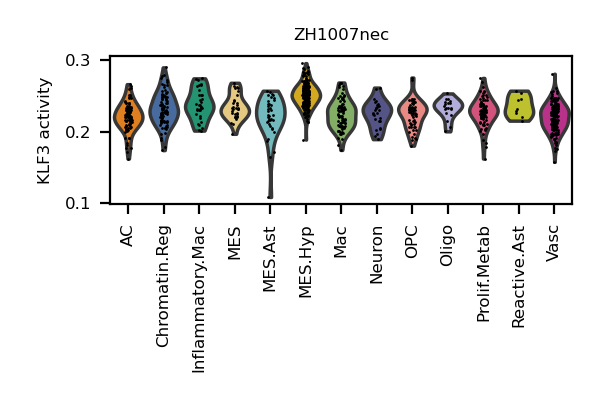 ZH1007nec
KLF3 activity
0.3
0.2
0.1
AC
Chromatin.Reg
Inflammatory.Mac
MES
MES.Ast
MES.Hyp
Mac
Neuron
OPC
Oligo
Prolif.Metab
Reactive.Ast
Vasc